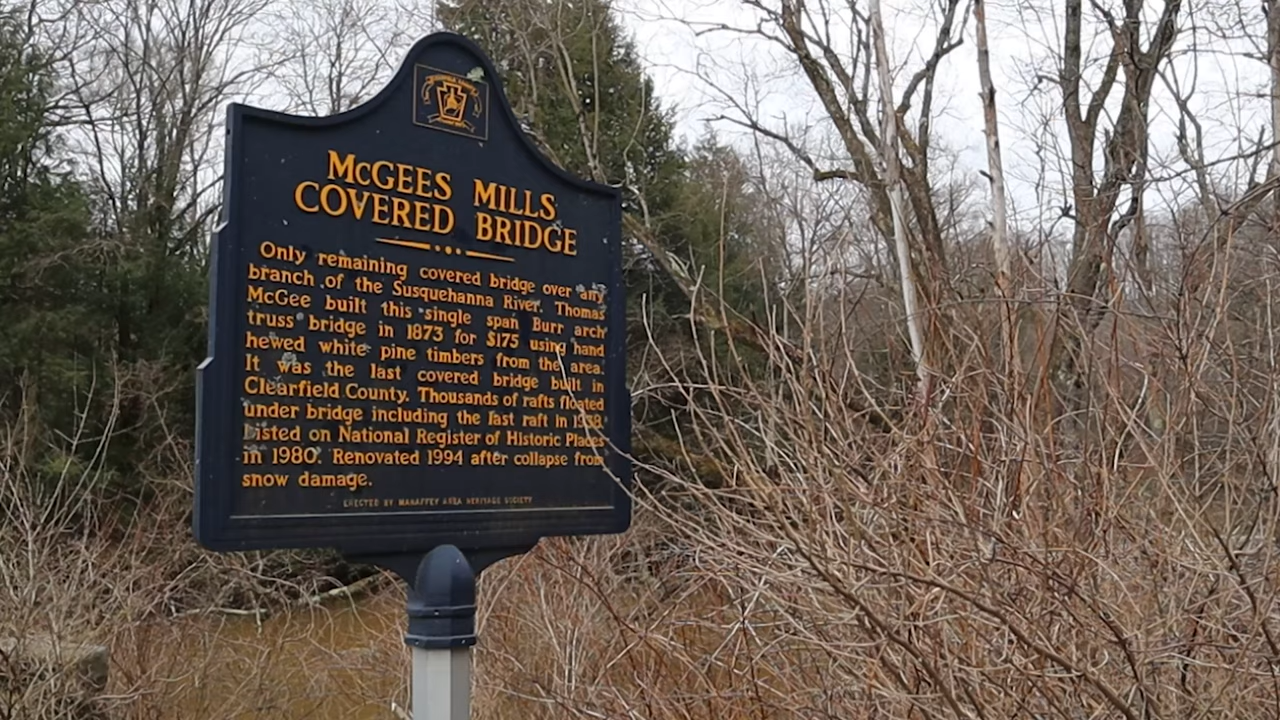 McGEES MILLS
COVERED BRIDGE
Only remaining covered bridge over any
branch of the Susquehanna River. Thomas
McGee built this single span Burr arch
truss bridge in 1873 for $175 using hand
hewed white pine timbers from the area.
It was the last covered bridge built in
Clearfield County. Thousands of rafts floated
under bridge including the last raft in 1938.
Listed on National Register of Historic Places
in 1980. Renovated 1994 after collapse from
snow damage.
ERECTED BY MAHAFFEY AREA HERITAGE SOCIETY